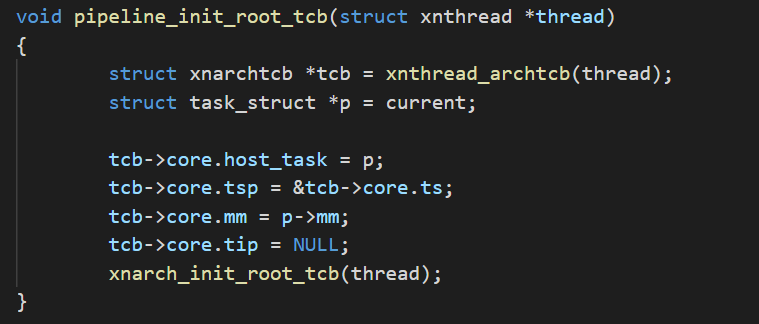 void pipeline_init_root_tcb(struct xnthread *thread)
{
struct xnarchtcb *tcb = xnthread_archtcb(thread);
struct task_struct *p = current;
tcb->core.host_task = p;
tcb->core.tsp = &tcb->core.ts;
tcb->core.mm = p->mm;
tcb->core.tip = NULL;
xnarch_init_root_tcb(thread);
}